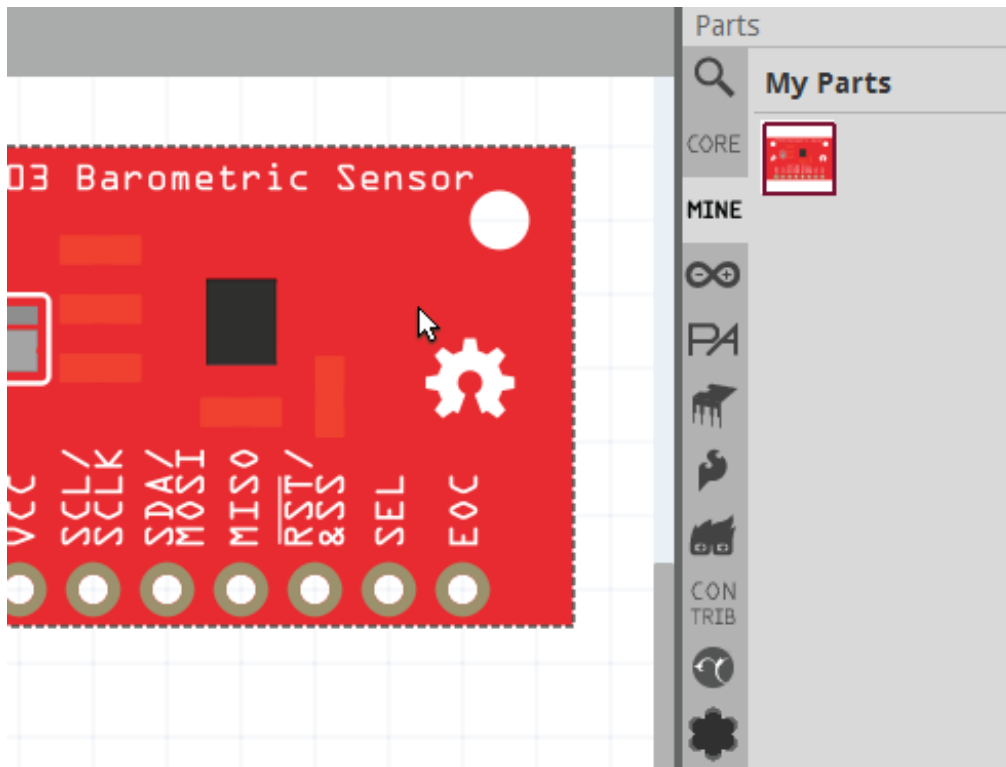 Parts
My Parts
CORE
MINE
PA
CON
TRIB
03 Barometric Sensor
VCC
SCL/
SCLK
SDA/
MOSI
MISO
RST/
&SS
SEL
EOC